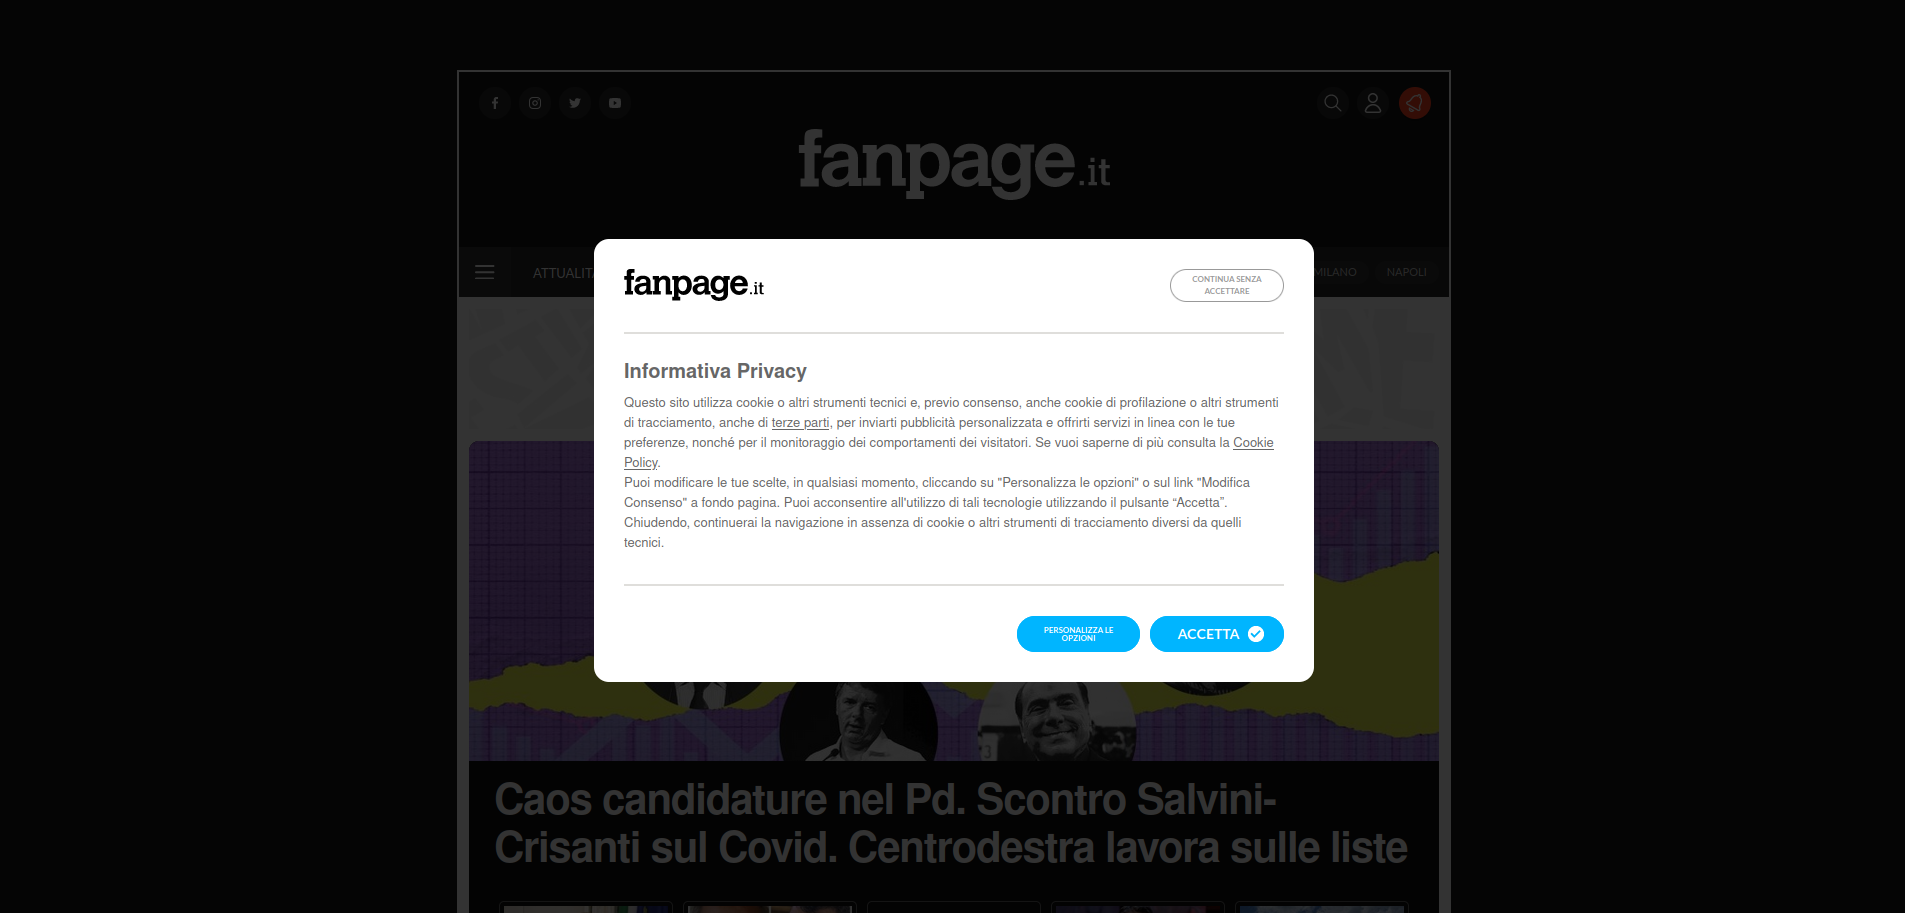 fanpage.it
ATTUALITÀ
MILANO
NAPOLI
fanpage.it
CONTINUA SENZA
ACCETTARE
Informativa Privacy
Questo sito utilizza cookie o altri strumenti tecnici e, previo consenso, anche cookie di profilazione o altri strumenti
di tracciamento, anche di terze parti, per inviarti pubblicità personalizzata e offrirti servizi in linea con le tue
preferenze, nonché per il monitoraggio dei comportamenti dei visitatori. Se vuoi saperne di più consulta la Cookie
Policy.
Puoi modificare le tue scelte, in qualsiasi momento, cliccando su "Personalizza le opzioni" o sul link "Modifica
Consenso" a fondo pagina. Puoi acconsentire all'utilizzo di tali tecnologie utilizzando il pulsante “Accetta”.
Chiudendo, continuerai la navigazione in assenza di cookie o altri strumenti di tracciamento diversi da quelli
tecnici.
PERSONALIZZA LE
OPZIONI
ACCETTA
3
Caos candidature nel Pd. Scontro Salvini-
Crisanti sul Covid. Centrodestra lavora sulle liste